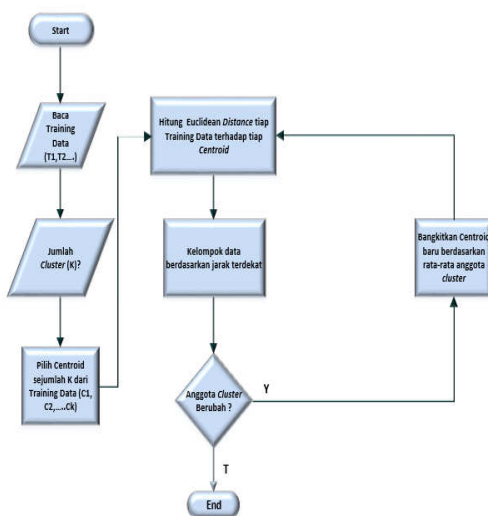 Start
Baca
Training
Data
(T1,T2....)
Jumlah
Cluster (K)?
Pilih Centroid
sejumlah K dari
Training Data (C1,
C2,.....Ck)
Hitung Euclidean Distance tiap
Training Data terhadap tiap
Centroid
Kelompok data
berdasarkan jarak terdekat
Anggota Cluster
Berubah ?
Y
T
End
Bangkitkan Centroid
baru berdasarkan
rata-rata anggota
cluster